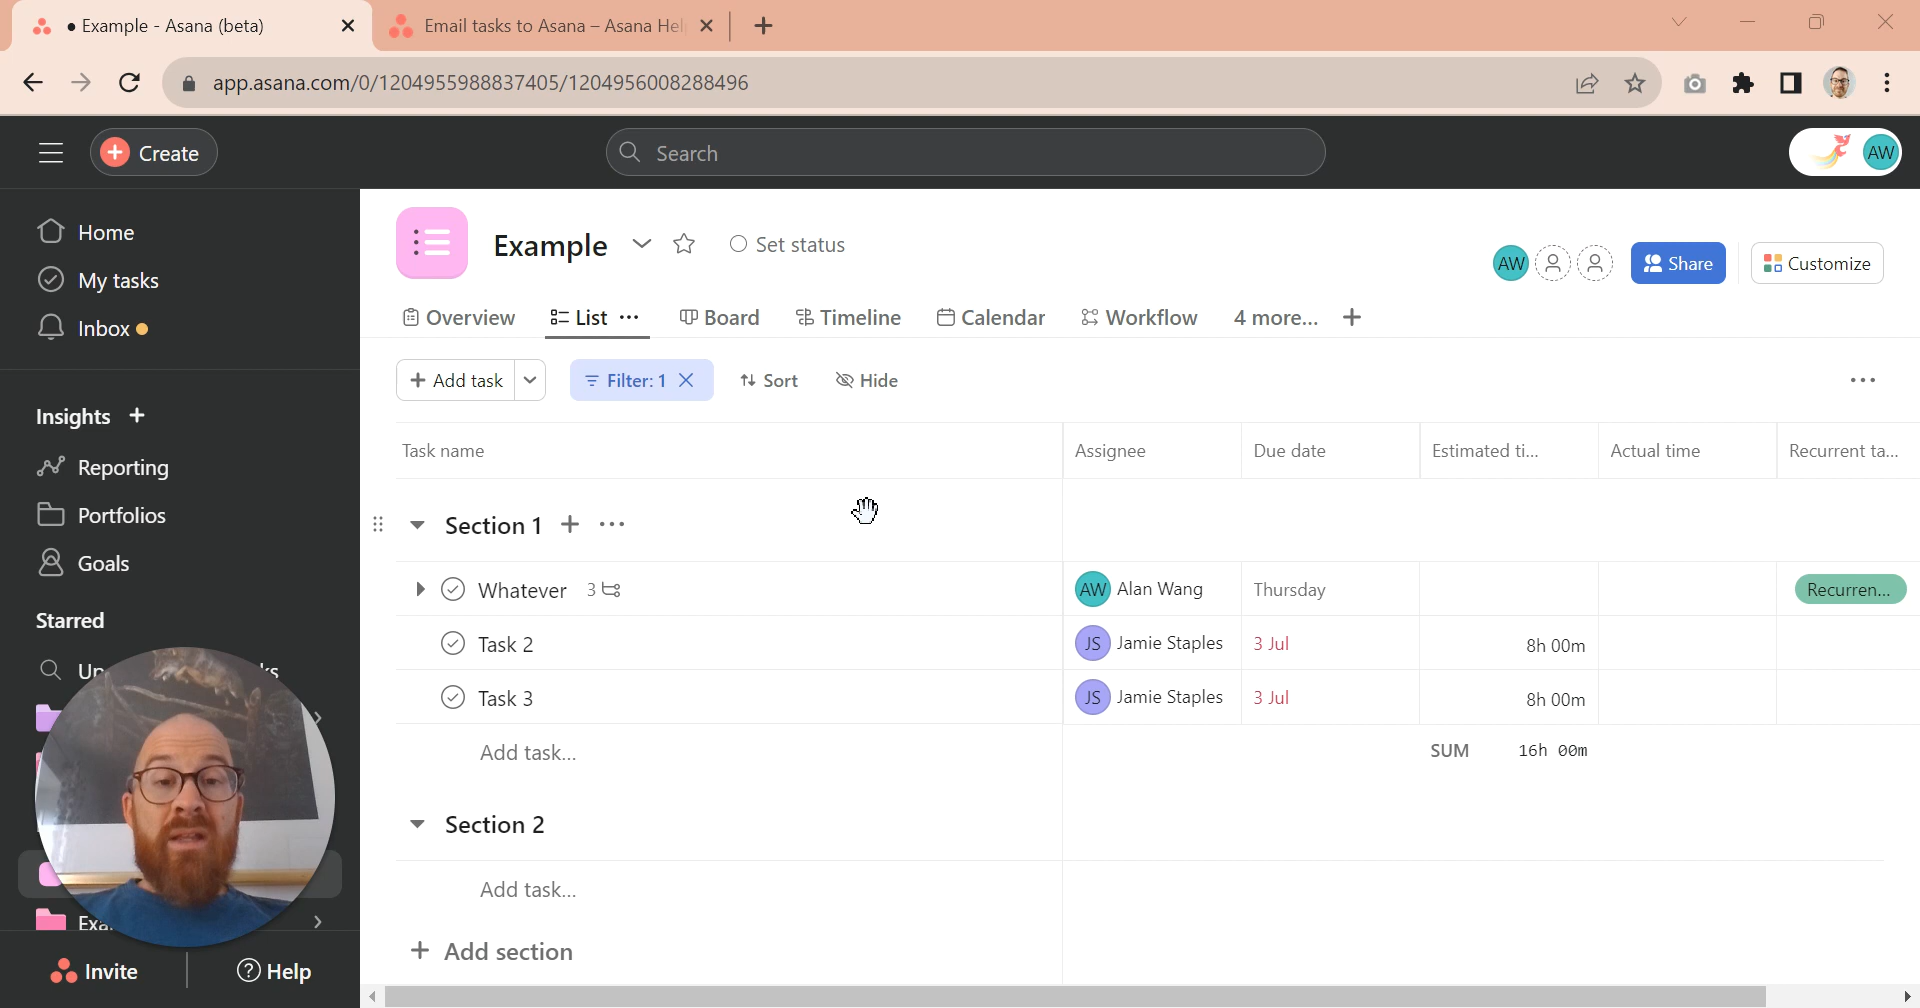 Example - Asana (beta)
Email tasks to Asana – Asana Hel
app.asana.com/0/1204955988837405/1204956008288496
Create
Search
AW
Home
My tasks
Inbox
Insights
Reporting
Portfolios
Goals
Starred
Invite
Help
Example
Set status
AW
Share
Customize
Overview
List
Board
Timeline
Calendar
Workflow
4 more...
Add task
Filter: 1
Sort
Hide
Task name
Assignee
Due date
Estimated ti...
Actual time
Recurrent ta...
Section 1
Whatever 3
AW Alan Wang
Thursday
Recurren...
Task 2
JS Jamie Staples
3 Jul
8h 00m
Task 3
JS Jamie Staples
3 Jul
8h 00m
Add task...
SUM 16h 00m
Section 2
Add task...
Add section